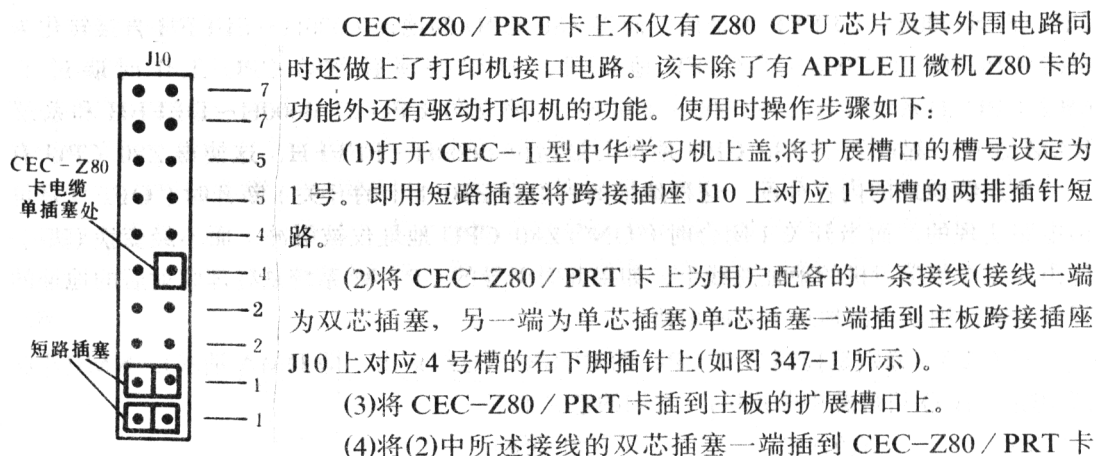 J10
7
7
5
5
4
4
2
2
1
1
CEC-Z80
卡电缆
单插塞处
短路插塞
CEC-Z80/PRT 卡上不仅有 Z80 CPU 芯片及其外围电路同
时还做上了打印机接口电路。该卡除了有 APPLEⅡ微机 Z80 卡的
功能外还有驱动打印机的功能。使用时操作步骤如下：
(1)打开 CEC-Ⅰ型中华学习机上盖,将扩展槽口的槽号设定为
1 号。即用短路插塞将跨接插座 J10 上对应 1 号槽的两排插针短
路。
(2)将 CEC-Z80/PRT 卡上为用户配备的一条接线(接线一端
为双芯插塞，另一端为单芯插塞)单芯插塞一端插到主板跨接插座
J10 上对应 4 号槽的右下脚插针上(如图 347-1 所示)。
(3)将 CEC-Z80/PRT 卡插到主板的扩展槽口上。
(4)将(2)中所述接线的双芯插塞一端插到 CEC-Z80/PRT 卡